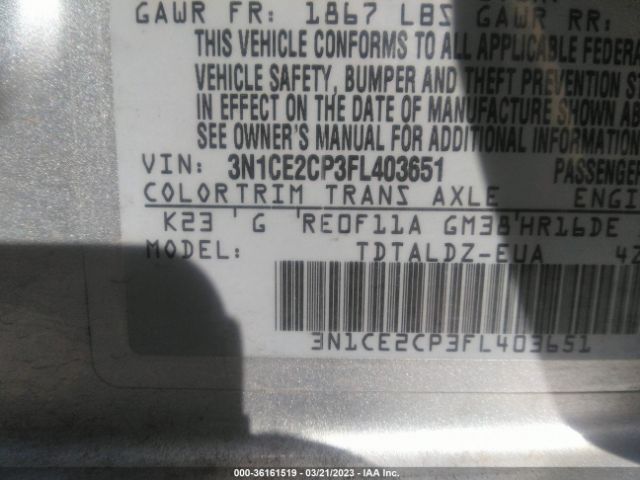 GAWR FR: 1867 LBS GAWR RR:
THIS VEHICLE CONFORMS TO ALL APPLICABLE FEDERA
VEHICLE SAFETY, BUMPER AND THEFT PREVENTION S
IN EFFECT ON THE DATE OF MANUFACTURE SHOWN AB
SEE OWNER'S MANUAL FOR ADDITIONAL INFORMATION
VIN: 3N1CE2CP3FL403651 PASSENGER
COLORTRIM TRANS AXLE ENGI
K23 'G 'RE0F11A GM38'HR16DE
MODEL: TDTALDZ-EUA 42
3N1CE2CP3FL403651
000-36161519 - 03/21/2023 - IAA Inc.